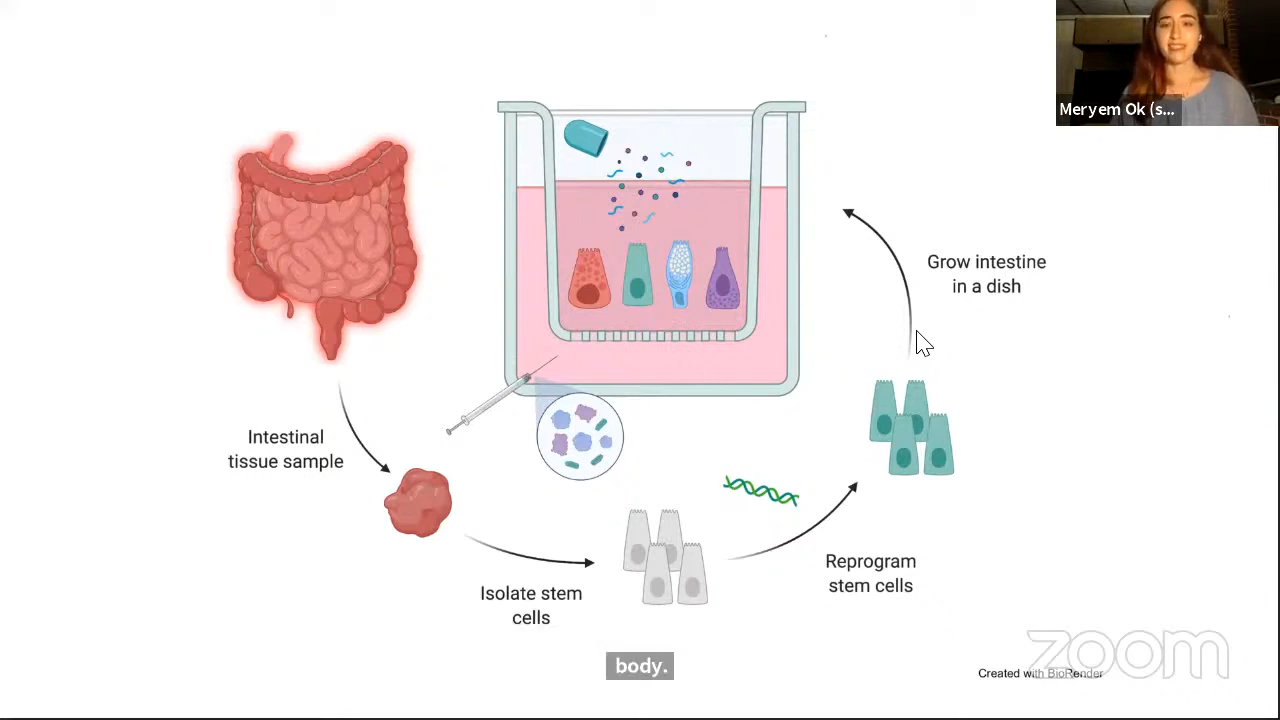 Meryem Ok (s...
Grow intestine
in a dish
Intestinal
tissue sample
Reprogram
stem cells
Isolate stem
cells
body.
zoom
Created with BioRender